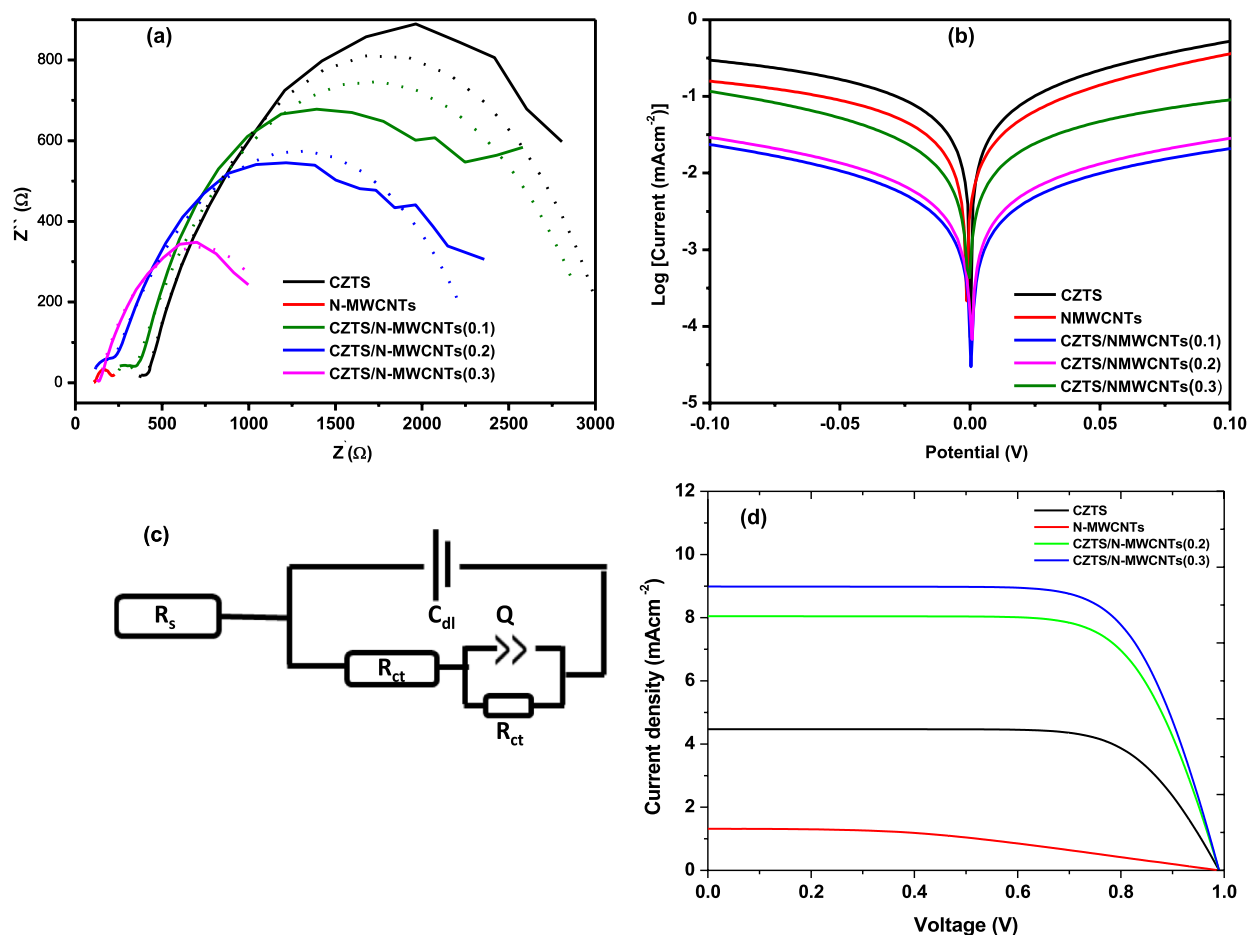 (a)
800
600
400
200
0
Z`` (Ω)
0
500
1000
1500
2000
2500
3000
Z`(Ω)
CZTS
N-MWCNTs
CZTS/N-MWCNTs(0.1)
CZTS/N-MWCNTs(0.2)
CZTS/N-MWCNTs(0.3)
(b)
0
-1
-2
-3
-4
-5
Log [Current (mAcm⁻²)]
-0.10
-0.05
0.00
0.05
0.10
Potential (V)
CZTS
NMWCNTs
CZTS/NMWCNTs(0.1)
CZTS/NMWCNTs(0.2)
CZTS/NMWCNTs(0.3)
(c)
Rs
Cdl
Q
Rct
Rct
(d)
12
10
8
6
4
2
0
Current density (mAcm⁻²)
0.0
0.2
0.4
0.6
0.8
1.0
Voltage (V)
CZTS
N-MWCNTs
CZTS/N-MWCNTs(0.2)
CZTS/N-MWCNTs(0.3)